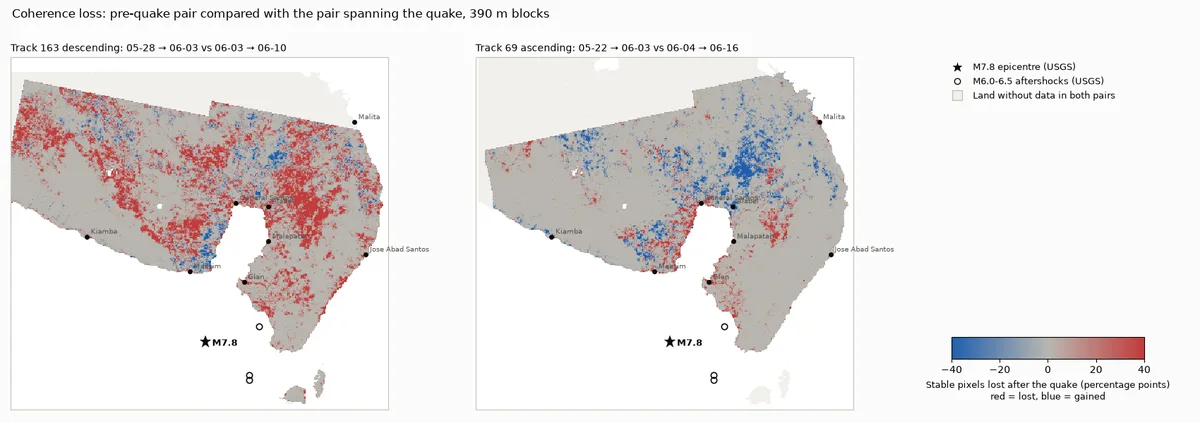 Coherence loss: pre-quake pair compared with the pair spanning the quake, 390 m blocks
Track 163 descending: 05-28 → 06-03 vs 06-03 → 06-10
Malita
Kiamba
Malapatan
Jose Abad Santos
Glan
M7.8
Track 69 ascending: 05-22 → 06-03 vs 06-04 → 06-16
Malita
Kiamba
Malapatan
Jose Abad Santos
Glan
M7.8
M7.8 epicentre (USGS)
M6.0-6.5 aftershocks (USGS)
Land without data in both pairs
−40 −20 0 20 40
Stable pixels lost after the quake (percentage points)
red = lost, blue = gained